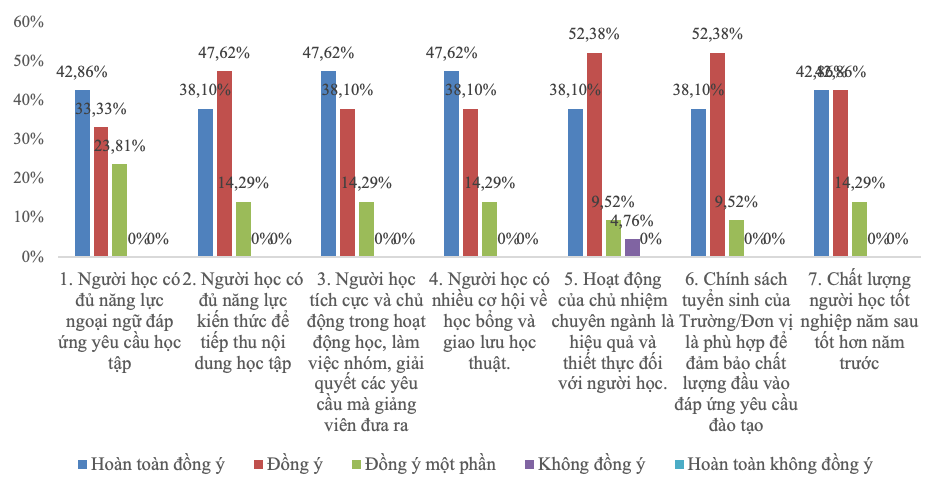 60%
50%
40%
30%
20%
10%
0%
42,86%
33,33%
23,81%
0%
0%
38,10%
47,62%
14,29%
0%
0%
47,62%
38,10%
14,29%
0%
0%
47,62%
38,10%
14,29%
0%
0%
38,10%
52,38%
9,52%
4,76%
0%
38,10%
52,38%
9,52%
0%
0%
42,86%
42,86%
14,29%
0%
0%
1. Người học có
đủ năng lực
ngoại ngữ đáp
ứng yêu cầu học
tập
2. Người học có
đủ năng lực
kiến thức để
tiếp thu nội
dung học tập
3. Người học
tích cực và chủ
động trong hoạt
động học, làm
việc nhóm, giải
quyết các yêu
cầu mà giảng
viên đưa ra
4. Người học có
nhiều cơ hội về
học bổng và
giao lưu học
thuật.
5. Hoạt động
của chủ nhiệm
chuyên ngành là
hiệu quả và
thiết thực đối
với người học.
6. Chính sách
tuyển sinh của
Trường/Đơn vị
là phù hợp để
đảm bảo chất
lượng đầu vào
đáp ứng yêu cầu
đào tạo
7. Chất lượng
người học tốt
nghiệp năm sau
tốt hơn năm
trước
Hoàn toàn đồng ý
Đồng ý
Đồng ý một phần
Không đồng ý
Hoàn toàn không đồng ý